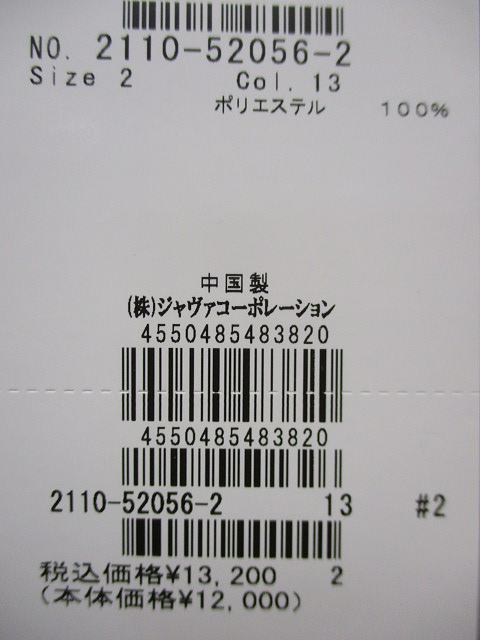 NO. 2110-52056-2
Size 2 Col. 13
ポリエステル 100%
中国製
(株)ジャヴァコーポレーション
4550485483820
4550485483820
2110-52056-2 13 #2
税込価格¥13,200 2
(本体価格¥12,000)